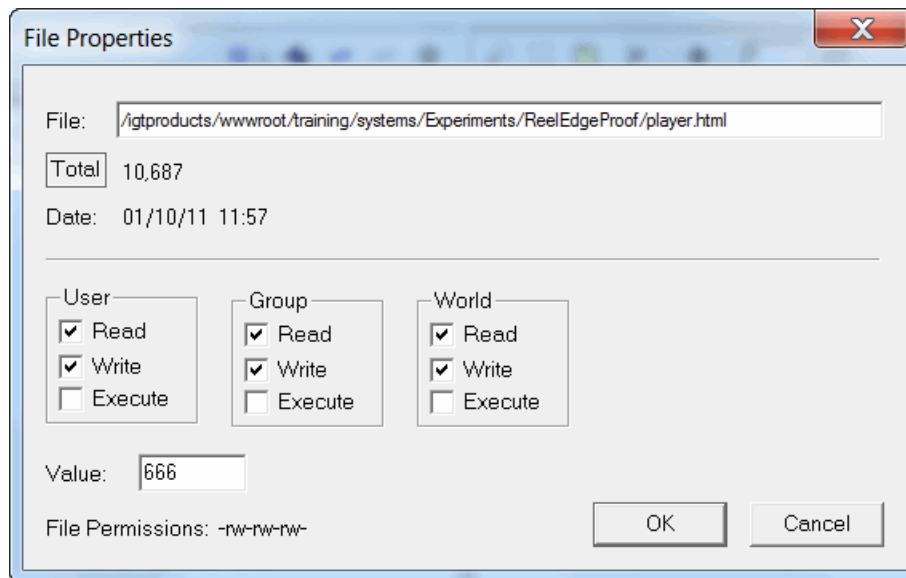 File Properties
File: /igtproducts/wwwroot/training/systems/Experiments/ReelEdgeProof/player.html
Total 10,687
Date: 01/10/11 11:57
User Group World
Read Read Read
Write Write Write
Execute Execute Execute
Value: 666
File Permissions: -rw-rw-rw-
OK Cancel